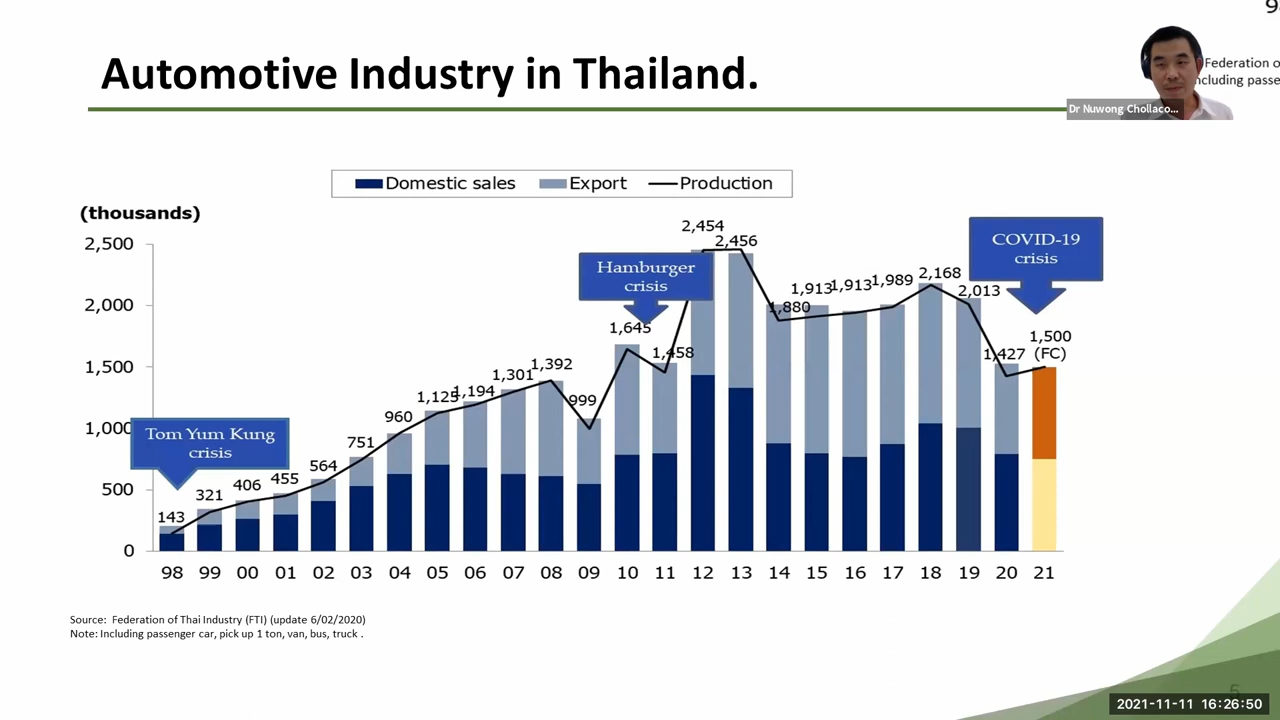 9
Automotive Industry in Thailand.
Federation o
ncluding passe
Dr Nuwong Chollaco...
Domestic sales Export Production
(thousands)
2,500
2,000
1,500
1,000
500
0
Tom Yum Kung
crisis
Hamburger
crisis
COVID-19
crisis
143
321
406
455
564
751
960
1,125
1,194
1,301
1,392
999
1,645
1,458
2,454
2,456
1,880
1,913
1,913
1,989
2,168
2,013
1,427
1,500
(FC)
98 99 00 01 02 03 04 05 06 07 08 09 10 11 12 13 14 15 16 17 18 19 20 21
Source: Federation of Thai Industry (FTI) (update 6/02/2020)
Note: Including passenger car, pick up 1 ton, van, bus, truck .
5
2021-11-11 16:26:50